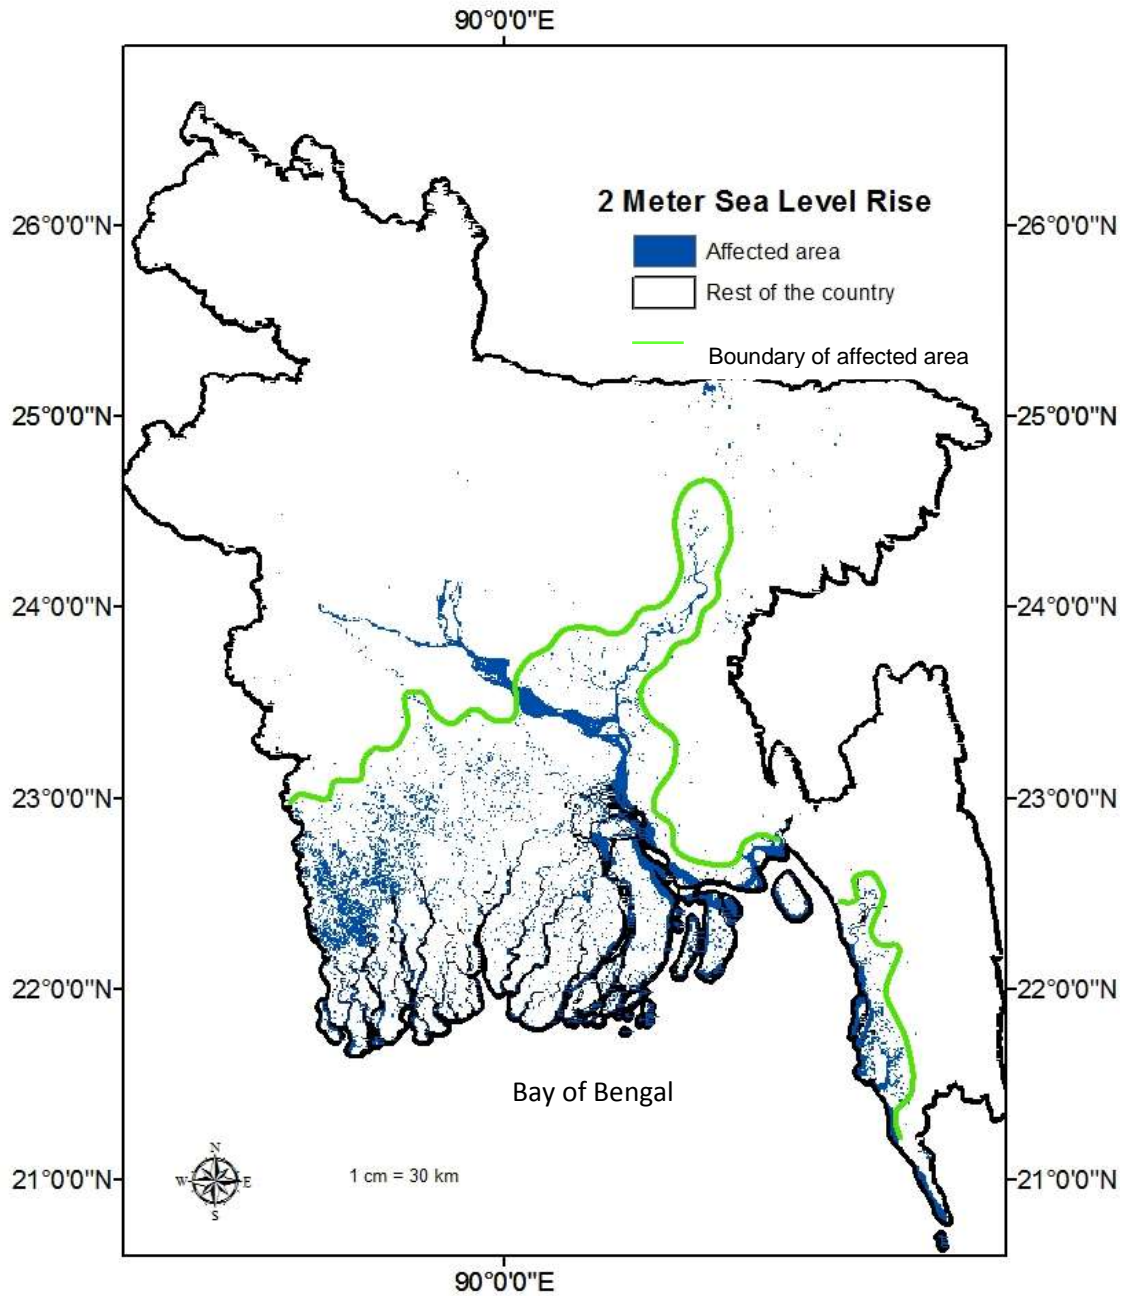 90°0'0"E
2 Meter Sea Level Rise
26°0'0"N
26°0'0"N
Affected area
Rest of the country
Boundary of affected area
25°0'0"N
25°0'0"N
24°0'0"N
24°0'0"N
23°0'0"N
23°0'0"N
22°0'0"N
22°0'0"N
Bay of Bengal
N
W
E
S
1 cm = 30 km
21°0'0"N
21°0'0"N
90°0'0"E